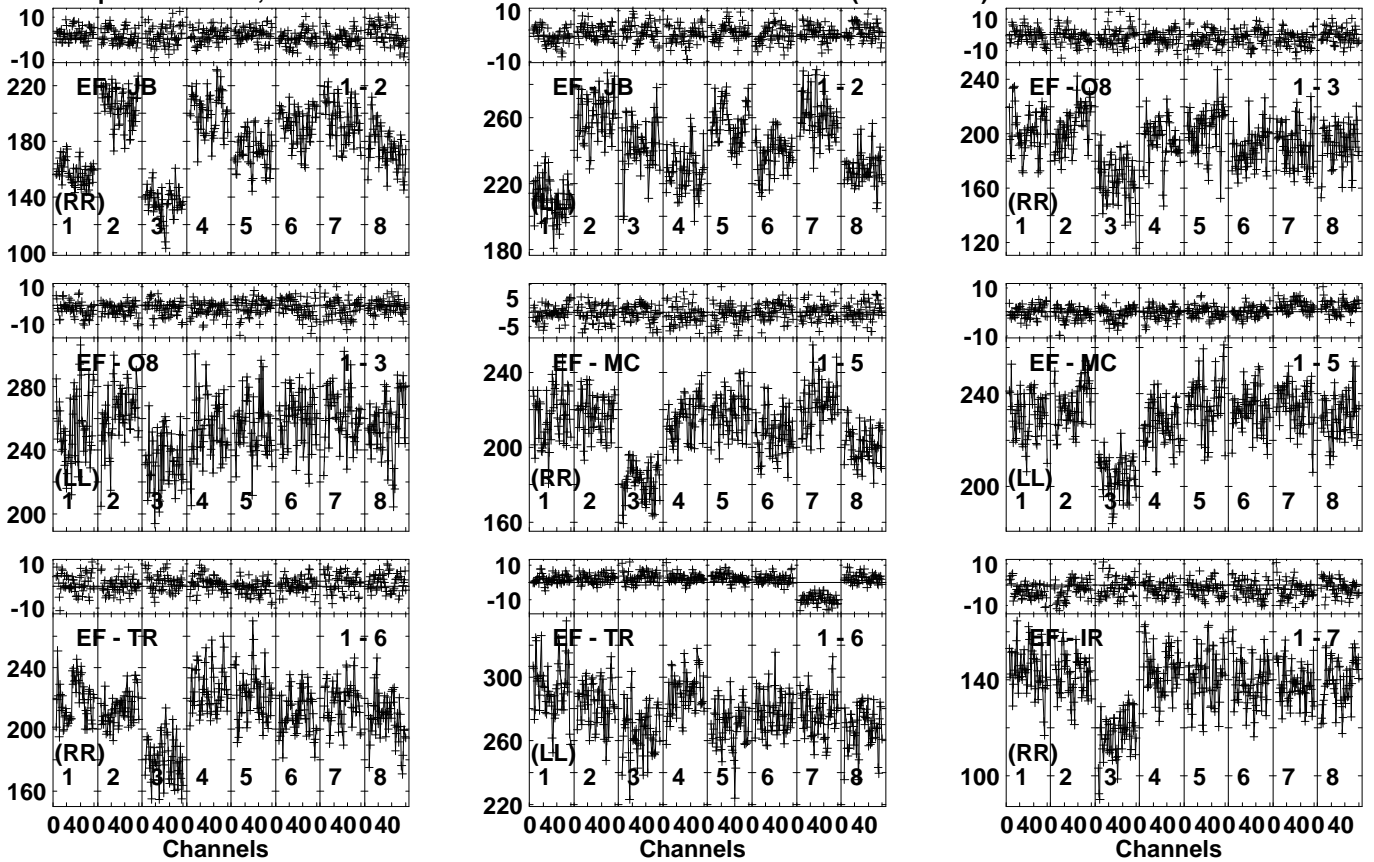 10 10 10
-10 -10 -10
220 EF - JB 1 - 2 260 EF - JB 1 - 2 240 EF - O8 1 - 3
180 220 200
140 180 160
100 120
(RR) (LL) (RR)
1 2 3 4 5 6 7 8 1 2 3 4 5 6 7 8 1 2 3 4 5 6 7 8
10 5 10
-10 -5 -10
280 EF - O8 1 - 3 240 EF - MC 1 - 5 240 EF - MC 1 - 5
240 200 200
200 160
(LL) (RR) (LL)
1 2 3 4 5 6 7 8 1 2 3 4 5 6 7 8 1 2 3 4 5 6 7 8
10 10 10
-10 -10 -10
240 EF - TR 1 - 6 300 EF - TR 1 - 6 140 EF - IR 1 - 7
200 260 100
160 220
(RR) (LL) (RR)
1 2 3 4 5 6 7 8 1 2 3 4 5 6 7 8 1 2 3 4 5 6 7 8
0 40 0 40 0 40 0 40 0 40 0 40 0 40 0 40 0 40 0 40 0 40 0 40 0 40 0 40 0 40 0 40 0 40 0 40 0 40 0 40 0 40 0 40 0 40 0 40
Channels Channels Channels